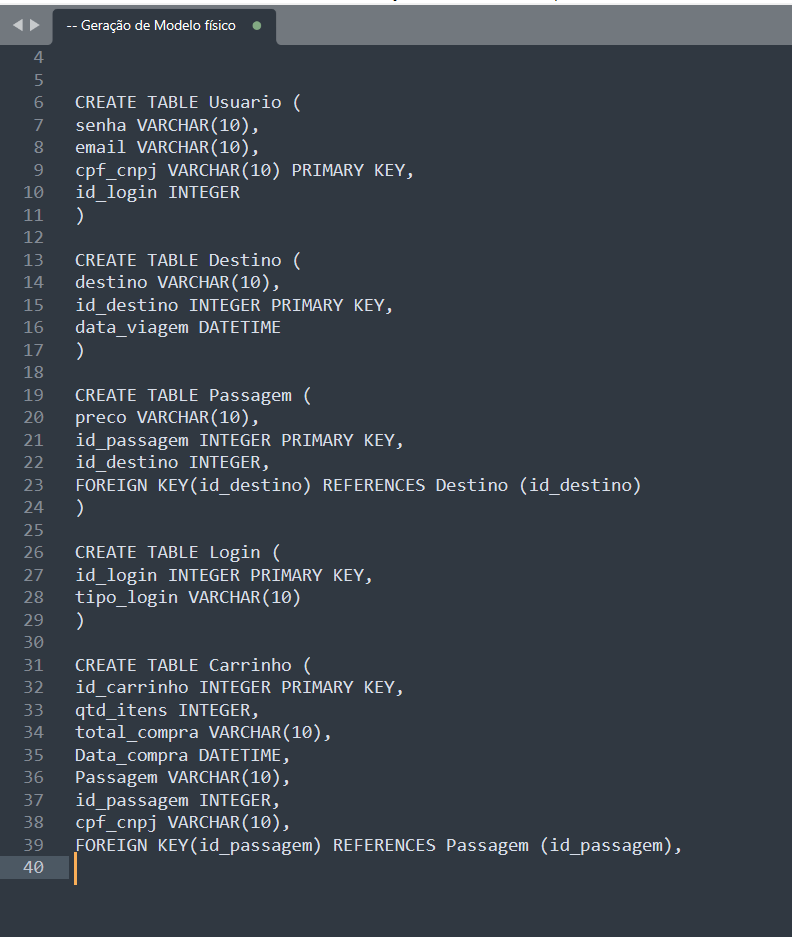 -- Geração de Modelo físico
4
5
6 CREATE TABLE Usuario (
7 senha VARCHAR(10),
8 email VARCHAR(10),
9 cpf_cnpj VARCHAR(10) PRIMARY KEY,
10 id_login INTEGER
11 )
12
13 CREATE TABLE Destino (
14 destino VARCHAR(10),
15 id_destino INTEGER PRIMARY KEY,
16 data_viagem DATETIME
17 )
18
19 CREATE TABLE Passagem (
20 preco VARCHAR(10),
21 id_passagem INTEGER PRIMARY KEY,
22 id_destino INTEGER,
23 FOREIGN KEY(id_destino) REFERENCES Destino (id_destino)
24 )
25
26 CREATE TABLE Login (
27 id_login INTEGER PRIMARY KEY,
28 tipo_login VARCHAR(10)
29 )
30
31 CREATE TABLE Carrinho (
32 id_carrinho INTEGER PRIMARY KEY,
33 qtd_itens INTEGER,
34 total_compra VARCHAR(10),
35 Data_compra DATETIME,
36 Passagem VARCHAR(10),
37 id_passagem INTEGER,
38 cpf_cnpj VARCHAR(10),
39 FOREIGN KEY(id_passagem) REFERENCES Passagem (id_passagem),
40